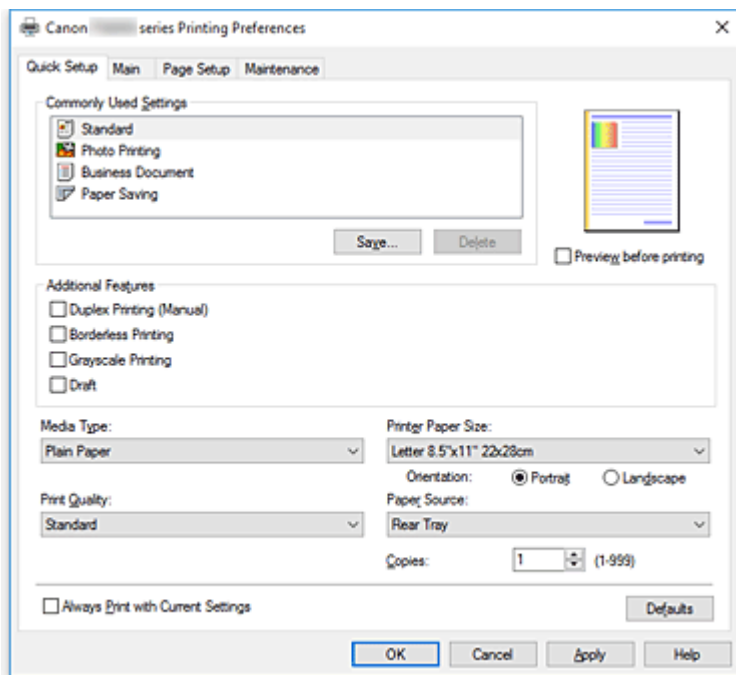 Canon series Printing Preferences
Quick Setup Main Page Setup Maintenance
Commonly Used Settings
Standard
Photo Printing
Business Document
Paper Saving
Save... Delete
Preview before printing
Additional Features
Duplex Printing (Manual)
Borderless Printing
Grayscale Printing
Draft
Media Type: Printer Paper Size:
Plain Paper Letter 8.5"x11" 22x28cm
Orientation: Portrait Landscape
Print Quality: Paper Source:
Standard Rear Tray
Copies: 1 (1-999)
Always Print with Current Settings Defaults
OK Cancel Apply Help